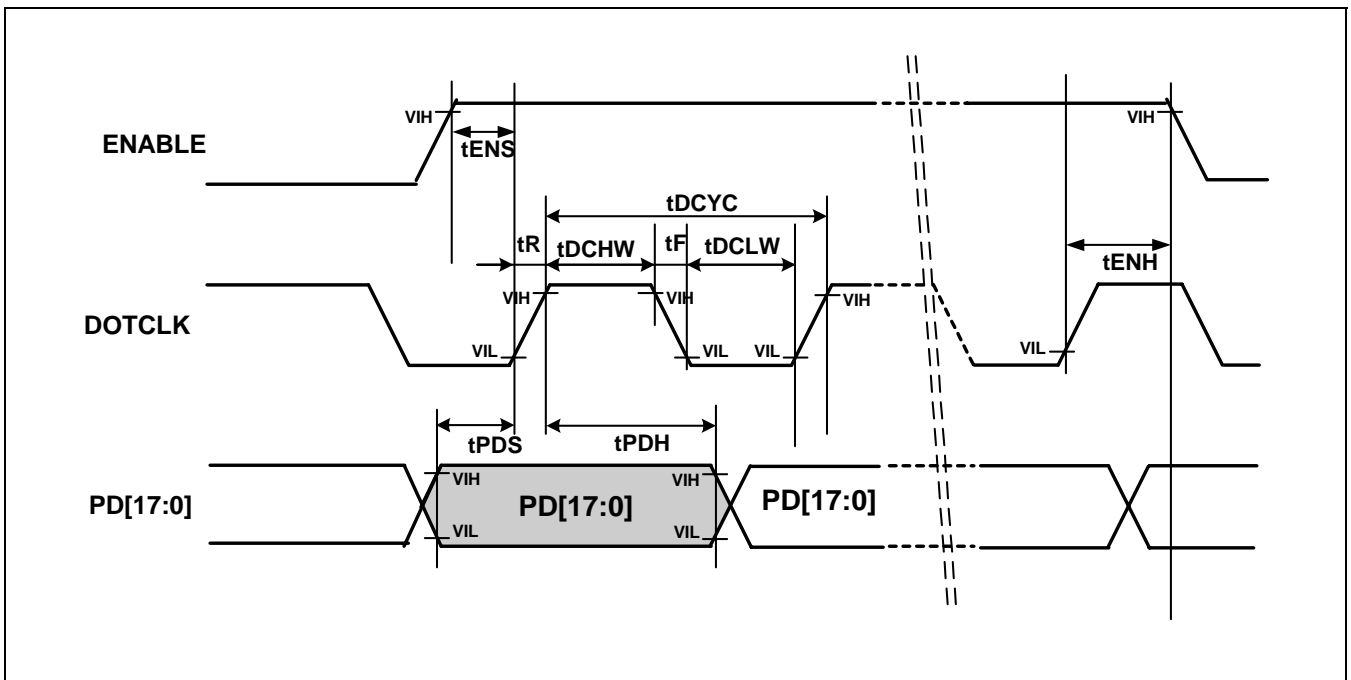 VIH
VIH
ENABLE
tENS
tDCYC
tR
tDCHW
tF
tDCLW
tENH
VIH
VIH
VIH
DOTCLK
VIL
VIL
VIL
VIL
tPDS
tPDH
VIH
VIH
PD[17:0]
PD[17:0]
PD[17:0]
VIL
VIL